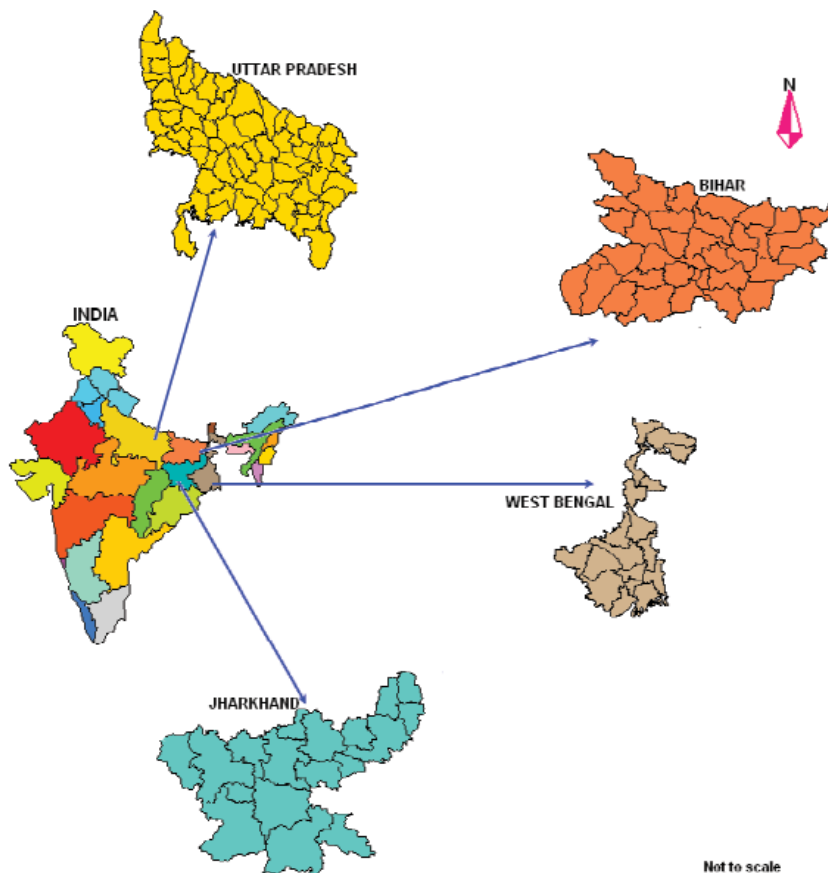 UTTAR PRADESH
N
BIHAR
INDIA
WEST BENGAL
JHARKHAND
Not to scale